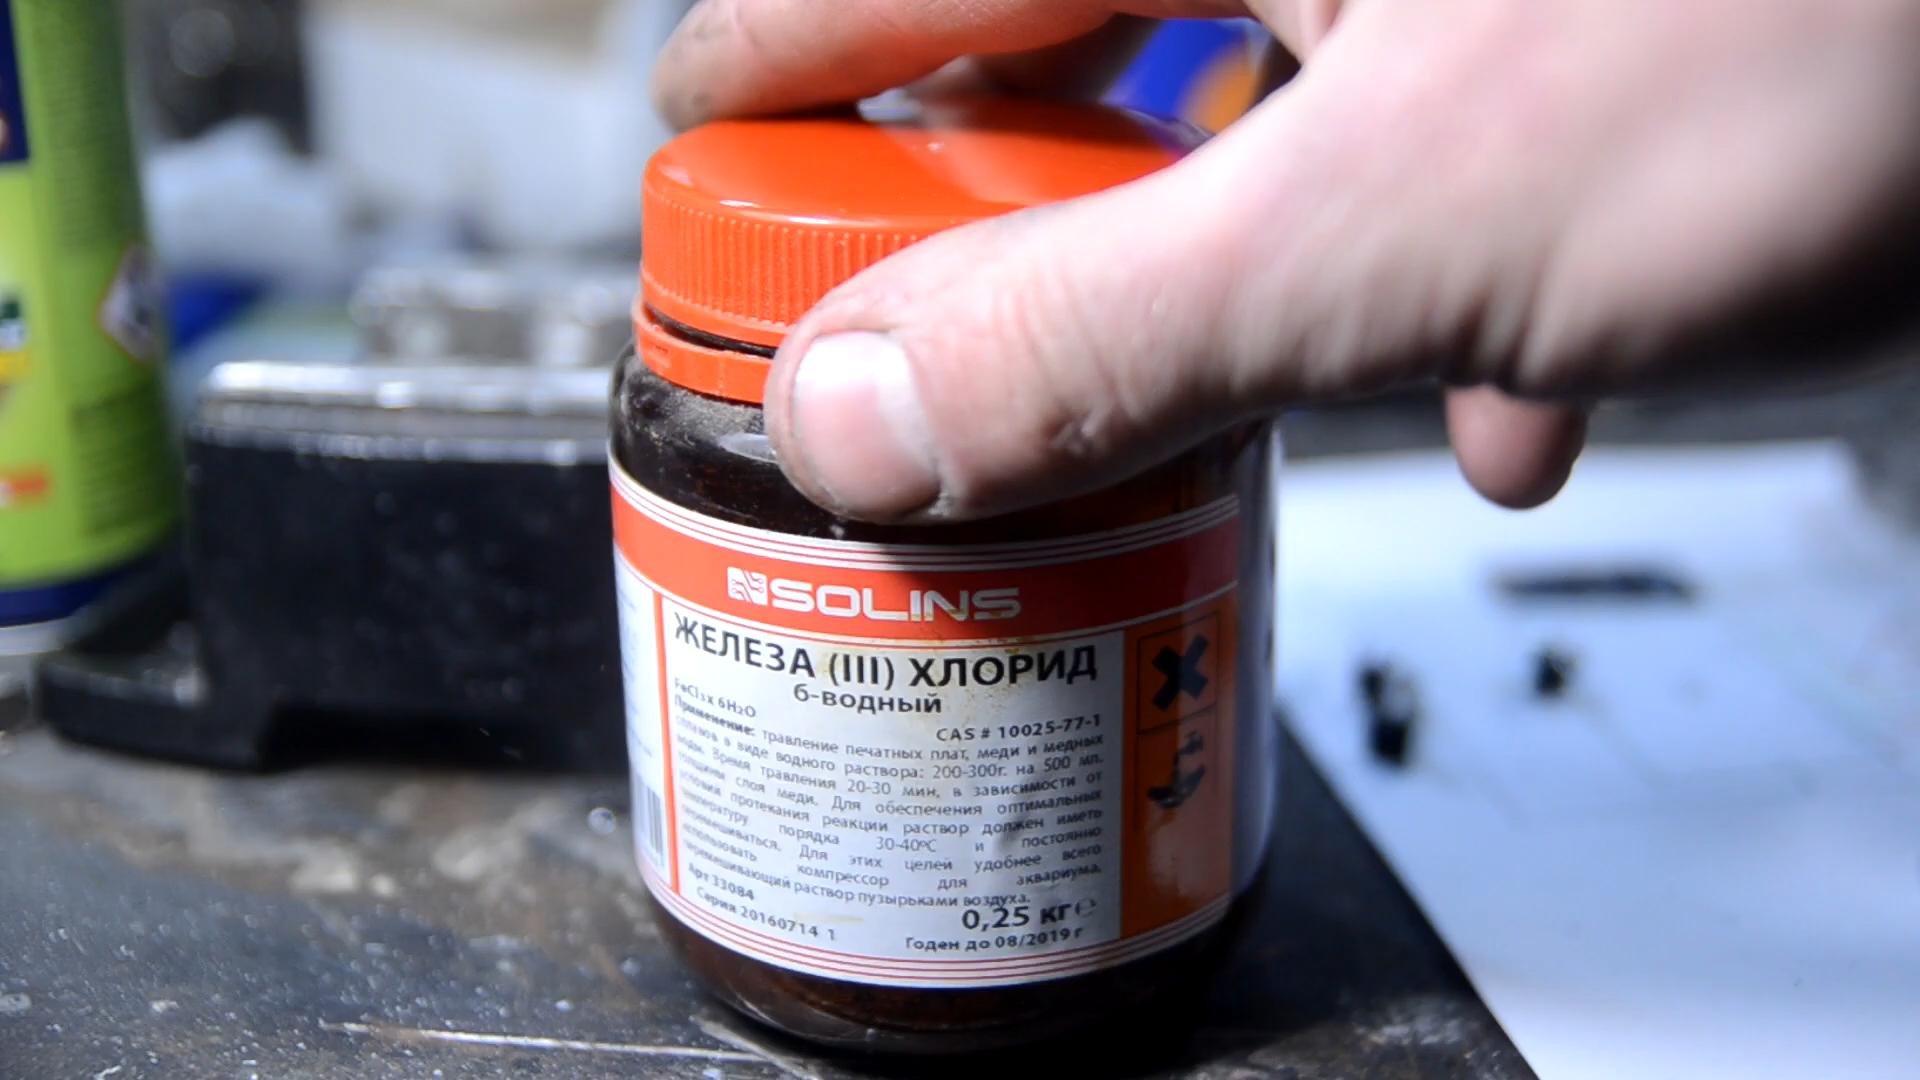 SOLINS
ЖЕЛЕЗА (III) ХЛОРИД
6-водный
FeCl₃ x 6H₂O
CAS # 10025-77-1
Применение: травление печатных плат, меди и медных
сплавов в виде водного раствора: 200-300г. на 500 мл.
воды. Время травления 20-30 мин, в зависимости от
толщины слоя меди. Для обеспечения оптимальных
условий протекания реакции раствор должен иметь
температуру порядка 30-40ºС и постоянно
перемешиваться. Для этих целей удобнее всего
использовать компрессор для аквариума,
перемешивающий раствор пузырьками воздуха.
Арт 33084
0,25 кг ℮
Серия 20160714 1
Годен до 08/2019 г